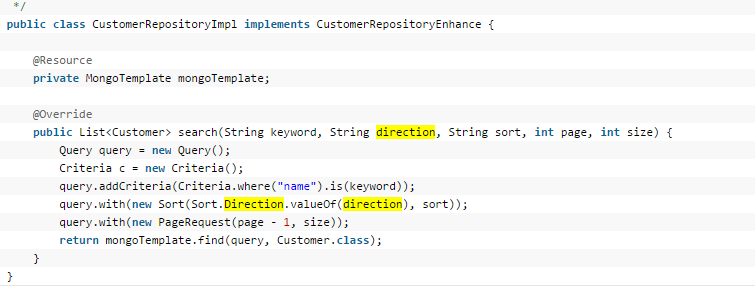 */
public class CustomerRepositoryImpl implements CustomerRepositoryEnhance {

    @Resource
    private MongoTemplate mongoTemplate;

    @Override
    public List<Customer> search(String keyword, String direction, String sort, int page, int size) {
        Query query = new Query();
        Criteria c = new Criteria();
        query.addCriteria(Criteria.where("name").is(keyword));
        query.with(new Sort(Sort.Direction.valueOf(direction), sort));
        query.with(new PageRequest(page - 1, size));
        return mongoTemplate.find(query, Customer.class);
    }
}